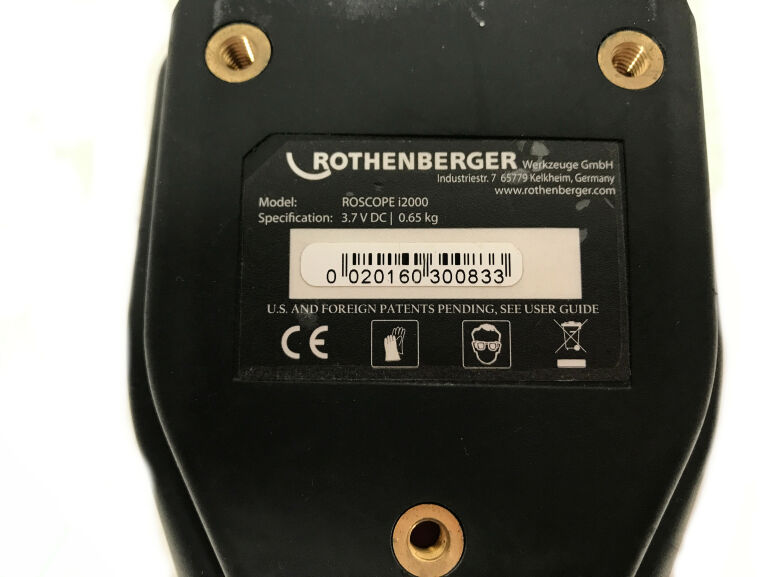 ROTHENBERGER Werkzeuge GmbH
Industriestr. 7 65779 Kelkheim, Germany
www.rothenberger.com
Model: ROSCOPE i2000
Specification: 3.7 V DC | 0.65 kg
0 020160 300833
U.S. AND FOREIGN PATENTS PENDING, SEE USER GUIDE
CE